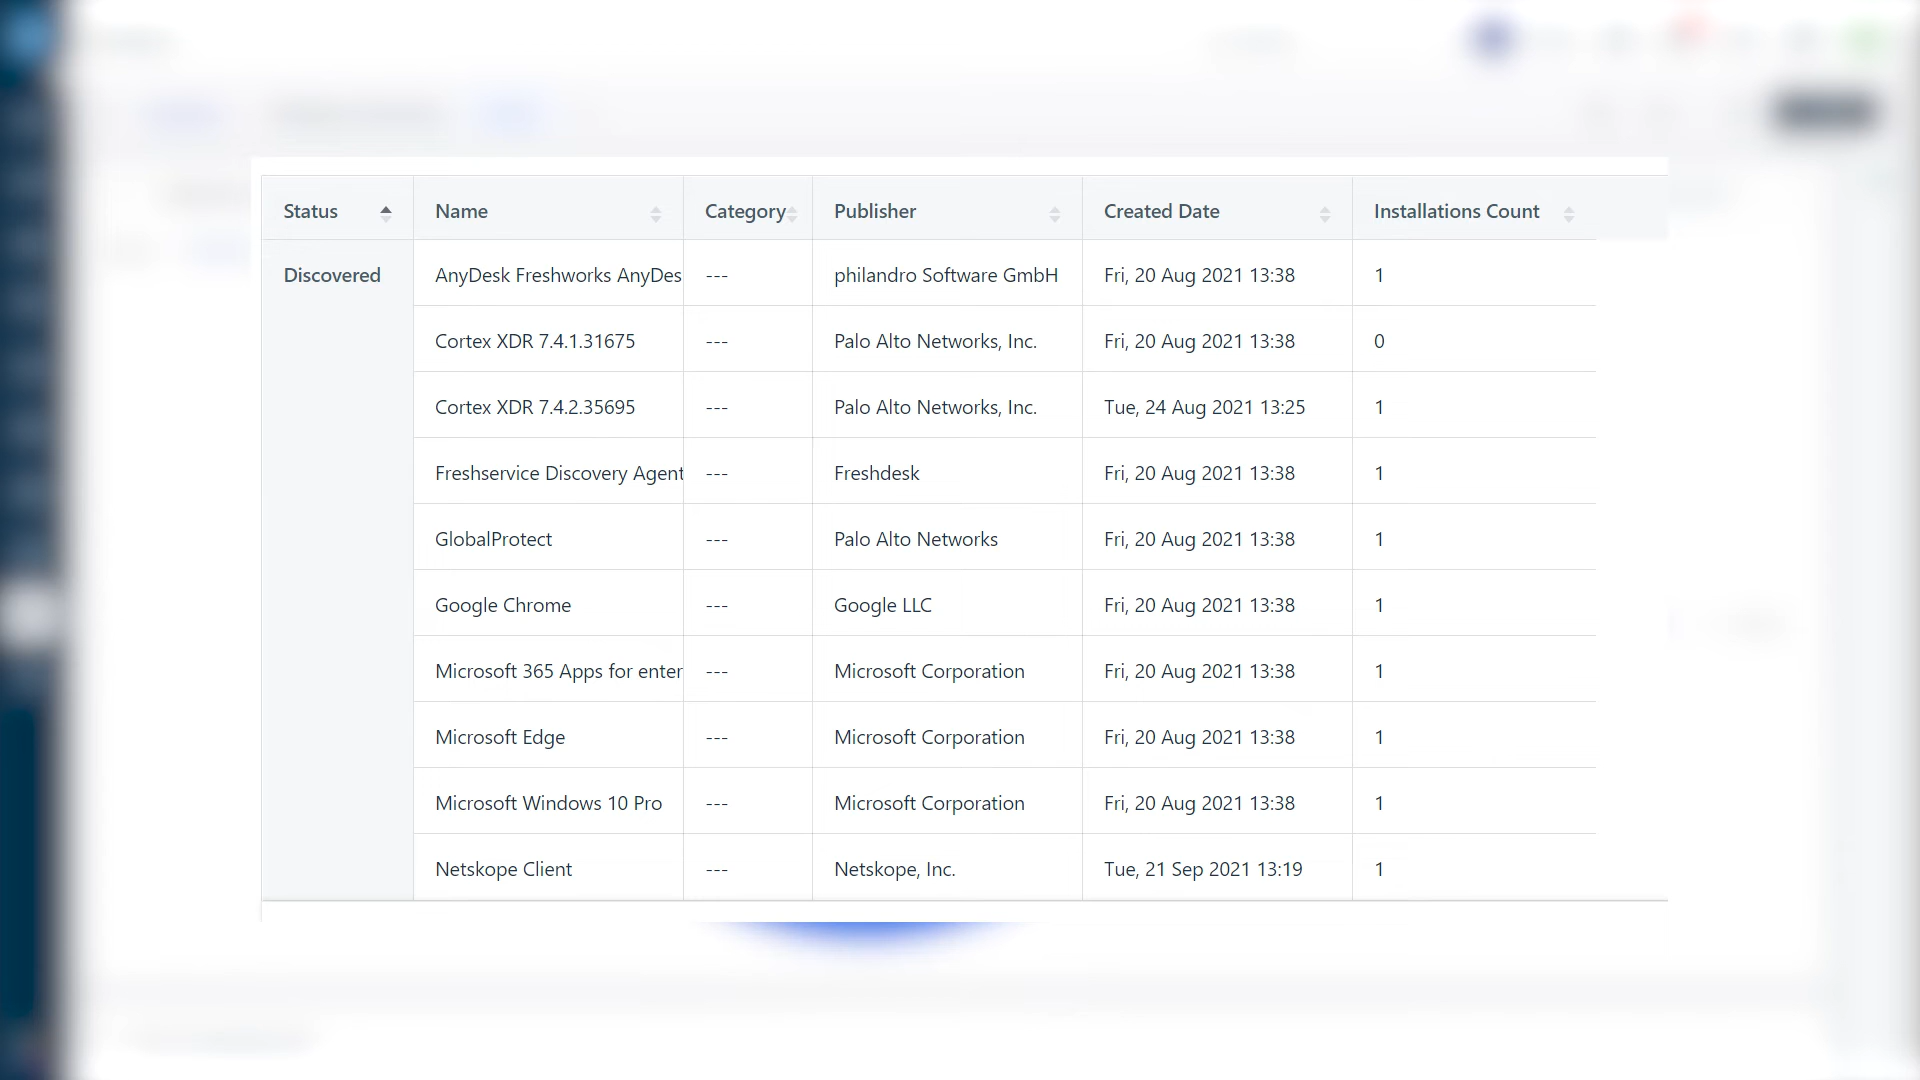 Status Name Category Publisher Created Date Installations Count
Discovered AnyDesk Freshworks AnyDes --- philandro Software GmbH Fri, 20 Aug 2021 13:38 1
Cortex XDR 7.4.1.31675 --- Palo Alto Networks, Inc. Fri, 20 Aug 2021 13:38 0
Cortex XDR 7.4.2.35695 --- Palo Alto Networks, Inc. Tue, 24 Aug 2021 13:25 1
Freshservice Discovery Agent --- Freshdesk Fri, 20 Aug 2021 13:38 1
GlobalProtect --- Palo Alto Networks Fri, 20 Aug 2021 13:38 1
Google Chrome --- Google LLC Fri, 20 Aug 2021 13:38 1
Microsoft 365 Apps for enter --- Microsoft Corporation Fri, 20 Aug 2021 13:38 1
Microsoft Edge --- Microsoft Corporation Fri, 20 Aug 2021 13:38 1
Microsoft Windows 10 Pro --- Microsoft Corporation Fri, 20 Aug 2021 13:38 1
Netskope Client --- Netskope, Inc. Tue, 21 Sep 2021 13:19 1